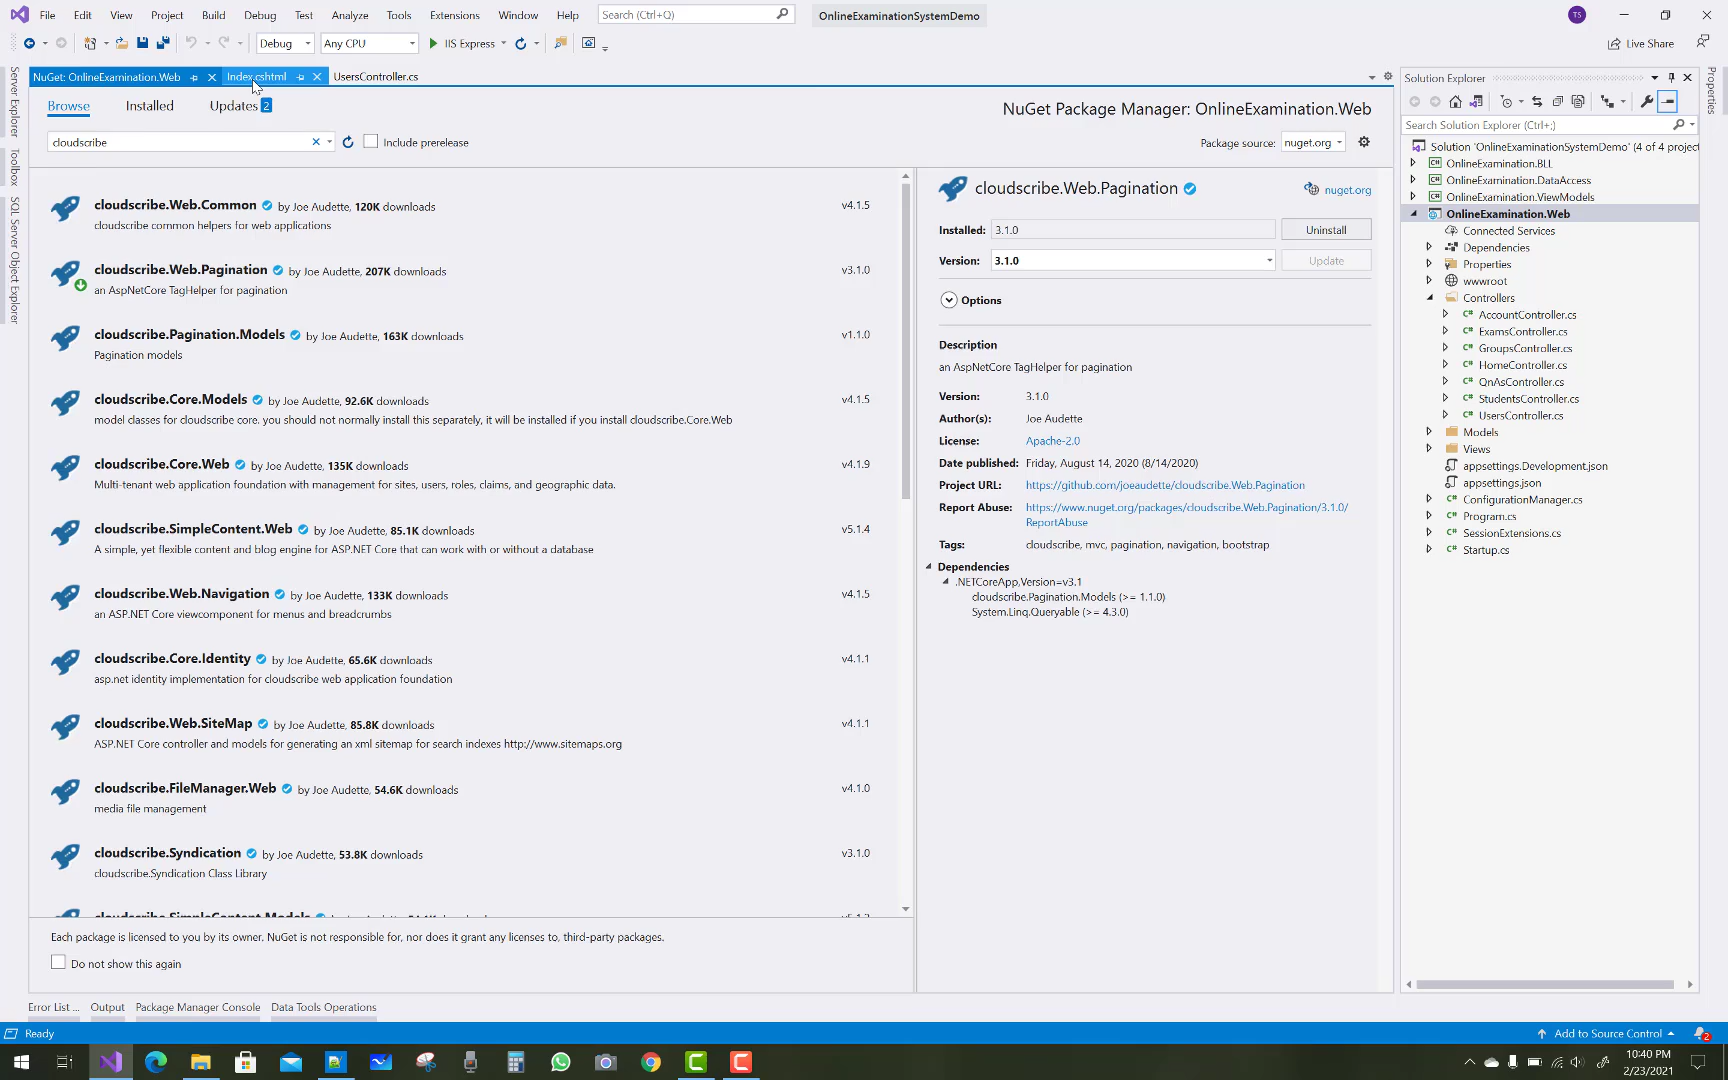 File Edit View Project Build Debug Test Analyze Tools Extensions Window Help Search (Ctrl+Q) OnlineExaminationSystemDemo TS
Debug Any CPU IIS Express Live Share
NuGet: OnlineExamination.Web Index.cshtml UsersController.cs
Server Explorer
Toolbox
SQL Server Object Explorer
Browse Installed Updates 2
NuGet Package Manager: OnlineExamination.Web
cloudscribe Include prerelease
Package source: nuget.org
cloudscribe.Web.Common by Joe Audette, 120K downloads v4.1.5
cloudscribe common helpers for web applications
cloudscribe.Web.Pagination by Joe Audette, 207K downloads v3.1.0
an AspNetCore TagHelper for pagination
cloudscribe.Pagination.Models by Joe Audette, 163K downloads v1.1.0
Pagination models
cloudscribe.Core.Models by Joe Audette, 92.6K downloads v4.1.5
model classes for cloudscribe core. you should not normally install this separately, it will be installed if you install cloudscribe.Core.Web
cloudscribe.Core.Web by Joe Audette, 135K downloads v4.1.9
Multi-tenant web application foundation with management for sites, users, roles, claims, and geographic data.
cloudscribe.SimpleContent.Web by Joe Audette, 85.1K downloads v5.1.4
A simple, yet flexible content and blog engine for ASP.NET Core that can work with or without a database
cloudscribe.Web.Navigation by Joe Audette, 133K downloads v4.1.5
an ASP.NET Core viewcomponent for menus and breadcrumbs
cloudscribe.Core.Identity by Joe Audette, 65.6K downloads v4.1.1
asp.net identity implementation for cloudscribe web application foundation
cloudscribe.Web.SiteMap by Joe Audette, 85.8K downloads v4.1.1
ASP.NET Core controller and models for generating an xml sitemap for search indexes http://www.sitemaps.org
cloudscribe.FileManager.Web by Joe Audette, 54.6K downloads v4.1.0
media file management
cloudscribe.Syndication by Joe Audette, 53.8K downloads v3.1.0
cloudscribe.Syndication Class Library
cloudscribe.SimpleContent.Models
Each package is licensed to you by its owner. NuGet is not responsible for, nor does it grant any licenses to, third-party packages.
Do not show this again
cloudscribe.Web.Pagination nuget.org
Installed: 3.1.0 Uninstall
Version: 3.1.0 Update
Options
Description
an AspNetCore TagHelper for pagination
Version: 3.1.0
Author(s): Joe Audette
License: Apache-2.0
Date published: Friday, August 14, 2020 (8/14/2020)
Project URL: https://github.com/joeaudette/cloudscribe.Web.Pagination
Report Abuse: https://www.nuget.org/packages/cloudscribe.Web.Pagination/3.1.0/
ReportAbuse
Tags: cloudscribe, mvc, pagination, navigation, bootstrap
Dependencies
.NETCoreApp,Version=v3.1
cloudscribe.Pagination.Models (>= 1.1.0)
System.Linq.Queryable (>= 4.3.0)
Solution Explorer
Search Solution Explorer (Ctrl+;)
Solution 'OnlineExaminationSystemDemo' (4 of 4 project
OnlineExamination.BLL
OnlineExamination.DataAccess
OnlineExamination.ViewModels
OnlineExamination.Web
Connected Services
Dependencies
Properties
wwwroot
Controllers
C# AccountController.cs
C# ExamsController.cs
C# GroupsController.cs
C# HomeController.cs
C# QnAsController.cs
C# StudentsController.cs
C# UsersController.cs
Models
Views
appsettings.Development.json
appsettings.json
C# ConfigurationManager.cs
C# Program.cs
C# SessionExtensions.cs
C# Startup.cs
Properties
Error List ... Output Package Manager Console Data Tools Operations
Ready Add to Source Control 2
10:40 PM
2/23/2021